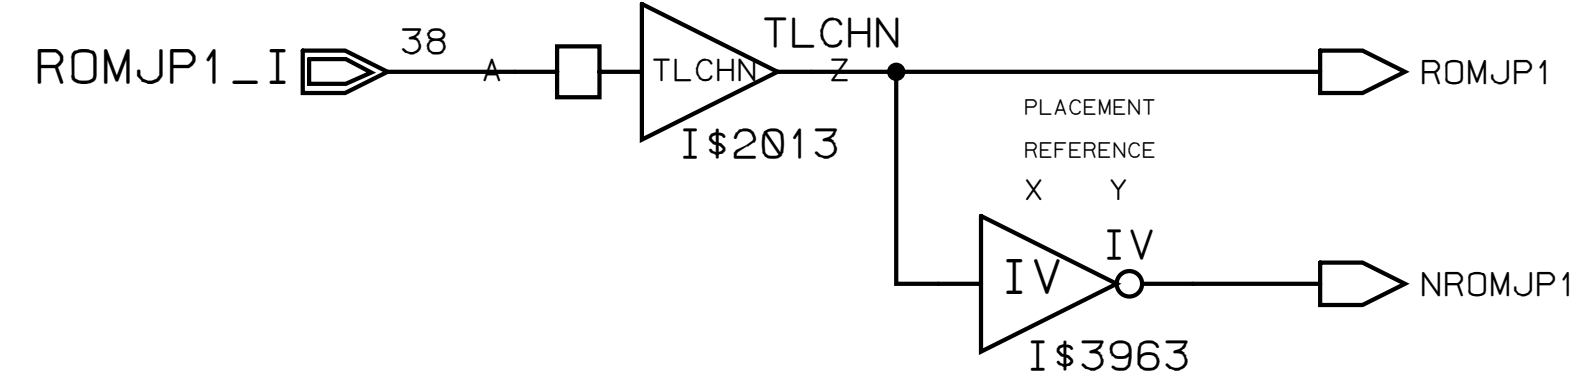 ROMJP1_I
38
A
TLCHN
TLCHN
Z
I$2013
ROMJP1
PLACEMENT
REFERENCE
X Y
IV
IV
I$3963
NROMJP1